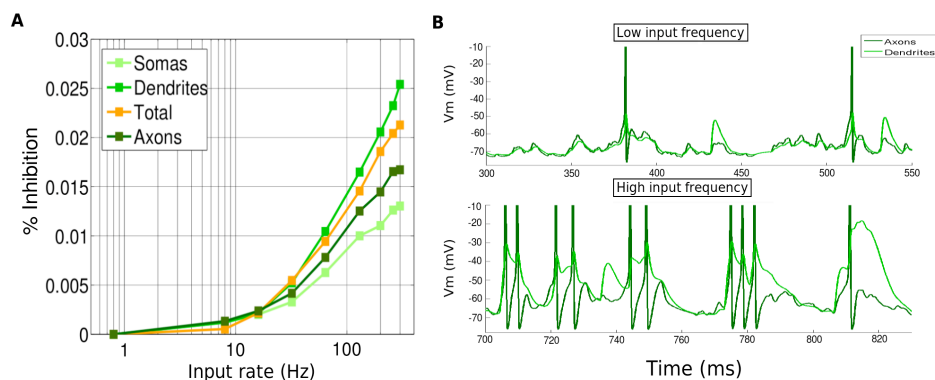 A
% Inhibition
0.03
0.025
0.02
0.015
0.01
0.005
0
Somas
Dendrites
Total
Axons
1 10 100
Input rate (Hz)
B
Low input frequency
Axons
Dendrites
Vm (mV)
-10
-20
-30
-40
-50
-60
-70
300 350 400 450 500 550
High input frequency
Vm (mV)
-10
-20
-30
-40
-50
-60
-70
700 720 740 760 780 800 820
Time (ms)